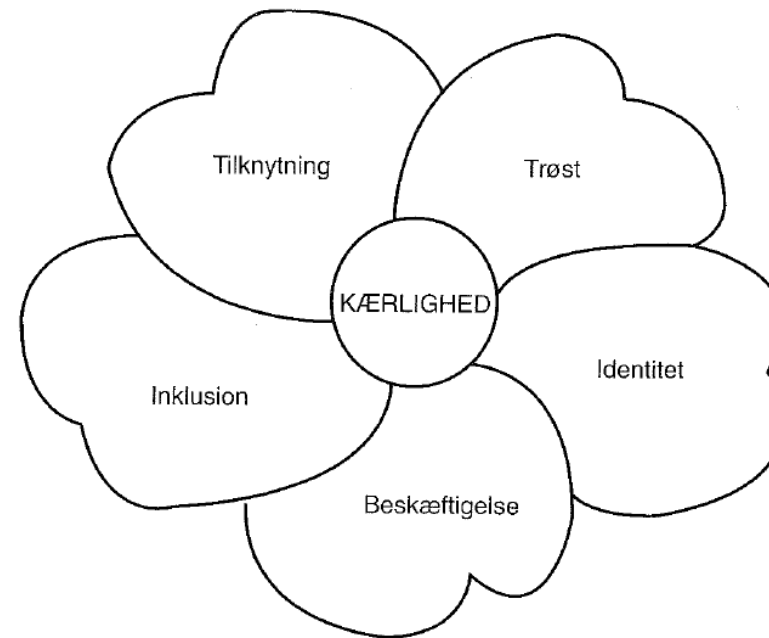 Tilknytning
Trøst
KÆRLIGHED
Identitet
Inklusion
Beskæftigelse